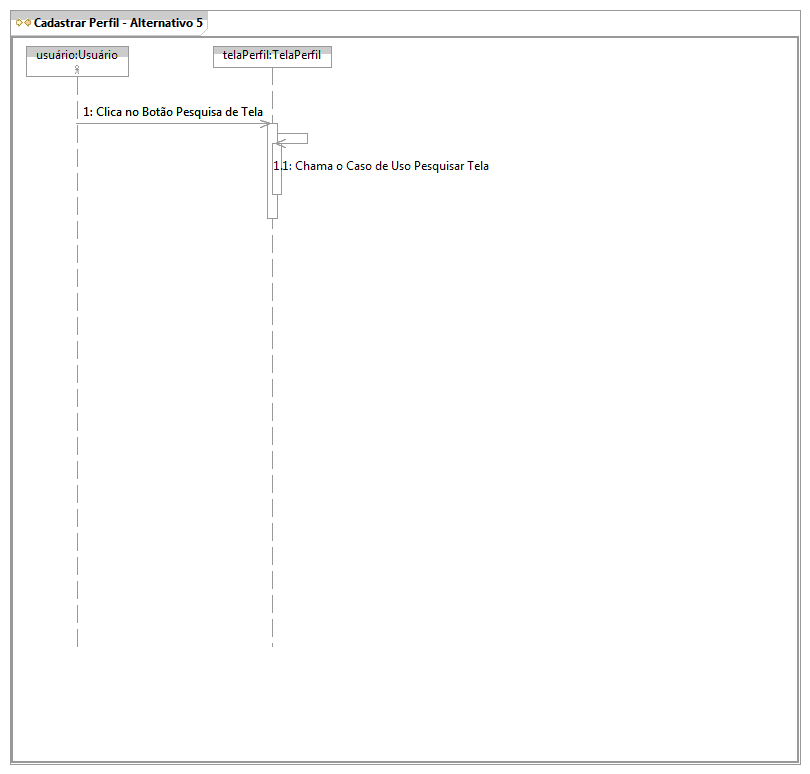 Cadastrar Perfil - Alternativo 5
usuário:Usuário
telaPerfil:TelaPerfil
1: Clica no Botão Pesquisa de Tela
1.1: Chama o Caso de Uso Pesquisar Tela